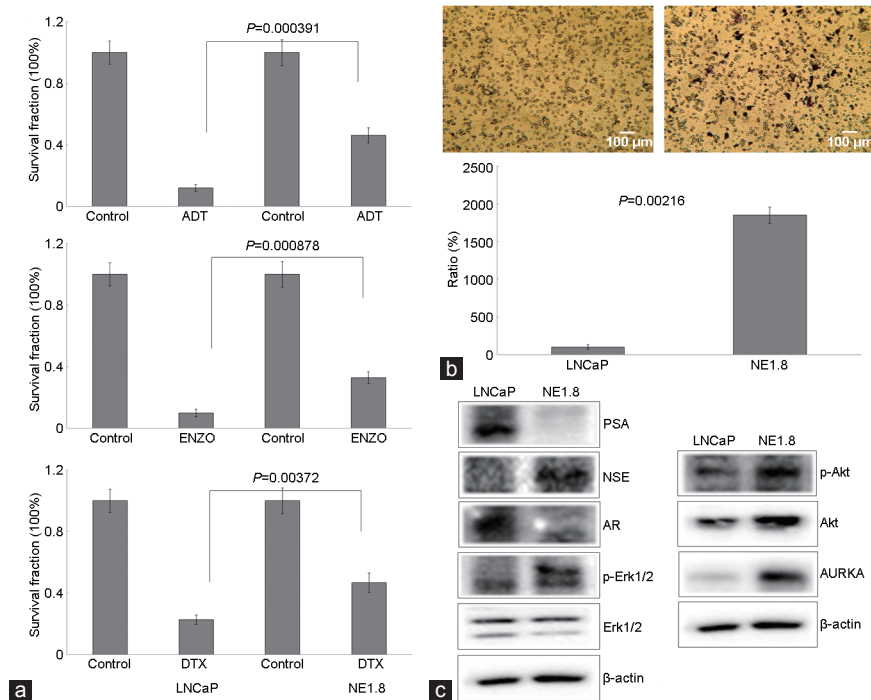 Survival fraction (100%)
1.2
0.8
0.4
0
P=0.000391
Control ADT Control ADT
Survival fraction (100%)
1.2
0.8
0.4
0
P=0.000878
Control ENZO Control ENZO
Survival fraction (100%)
1.2
0.8
0.4
0
P=0.00372
Control DTX Control DTX
LNCaP NE1.8
a
100 µm
100 µm
Ratio (%)
2500
2000
1500
1000
500
0
P=0.00216
LNCaP NE1.8
b
LNCaP NE1.8
PSA
NSE
AR
p-Erk1/2
Erk1/2
β-actin
LNCaP NE1.8
p-Akt
Akt
AURKA
β-actin
c